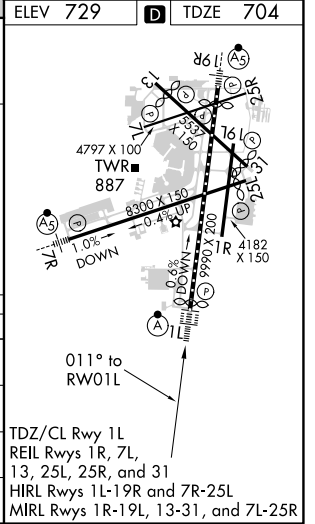 ELEV 729 D TDZE 704
A5
19R
P
13
P
25R
P
7L
5537 X 150
4797 X 100
19L
TWR
887
31
8300 X 150
0.4% UP
25L
P
A5
P
7R
1.0% DOWN
1R
4182 X 150
9990 X 200
0.6% DOWN
P
A
1L
011° to
RW01L
TDZ/CL Rwy 1L
REIL Rwys 1R, 7L,
13, 25L, 25R, and 31
HIRL Rwys 1L-19R and 7R-25L
MIRL Rwys 1R-19L, 13-31, and 7L-25R